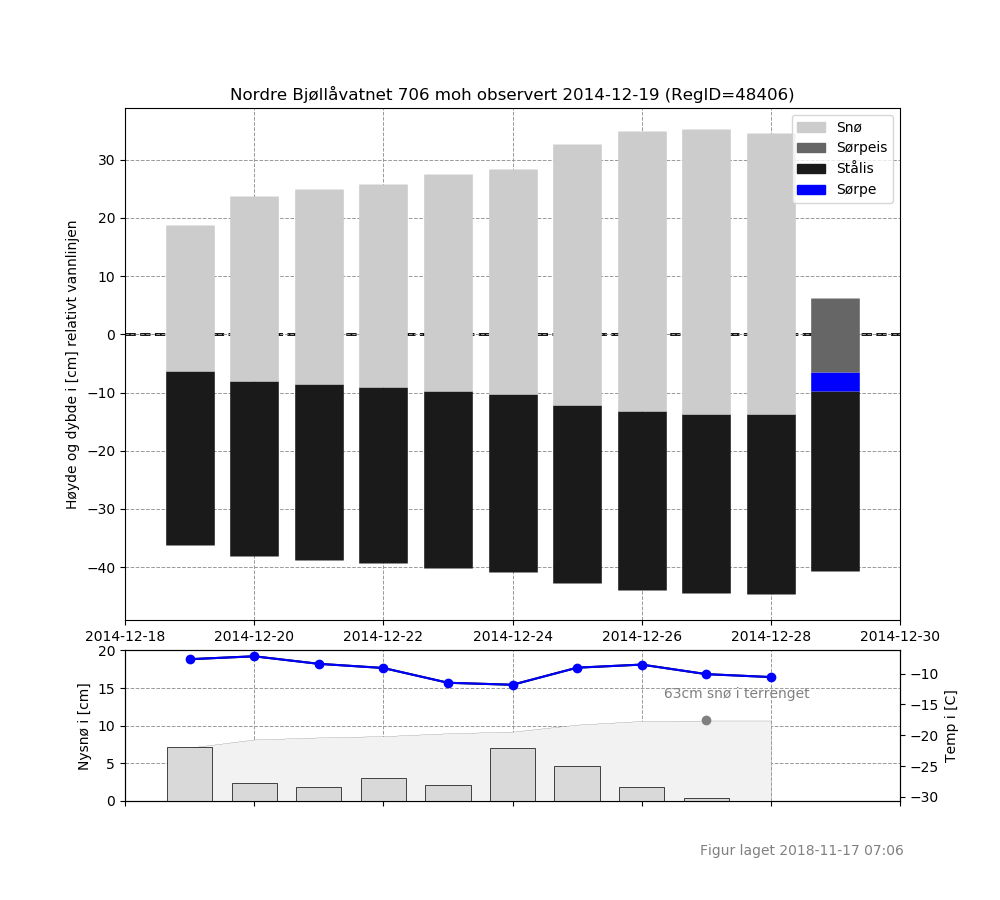 Nordre Bjøllåvatnet 706 moh observert 2014-12-19 (RegID=48406)
Snø
Sørpeis
Stålis
Sørpe
Høyde og dybde i [cm] relativt vannlinjen
30
20
10
0
−10
−20
−30
−40
2014-12-18 2014-12-20 2014-12-22 2014-12-24 2014-12-26 2014-12-28 2014-12-30
Nysnø i [cm]
20
15
10
5
0
63cm snø i terrenget
−10
−15
−20
−25
−30
Temp i [C]
Figur laget 2018-11-17 07:06